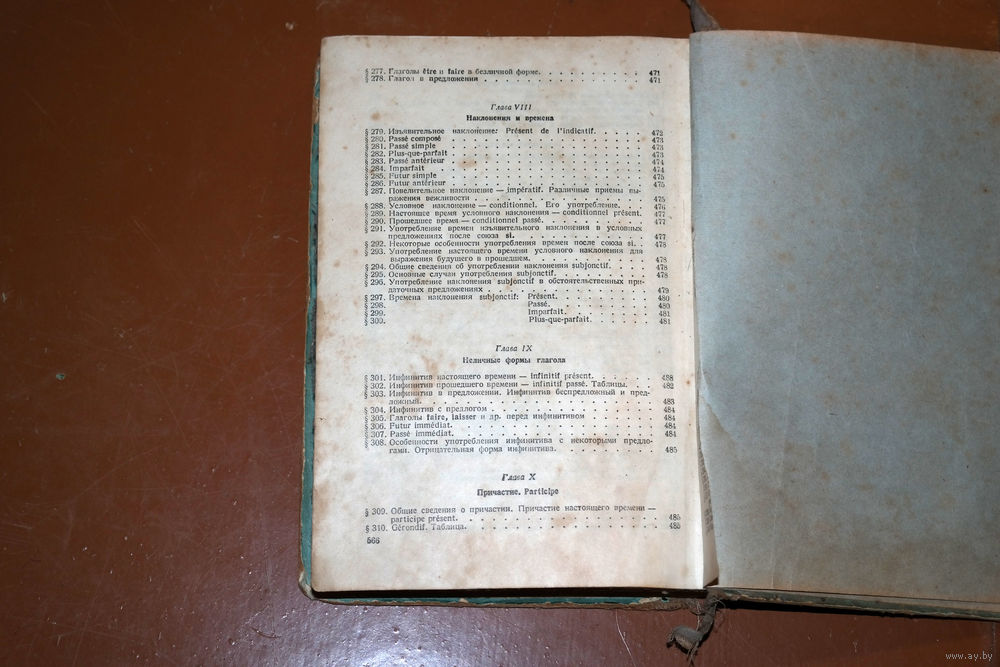 § 277. Глаголы être и faire в безличной форме. . . . . . . . . 471
§ 278. Глагол в предложении . . . . . . . . . . . . . 471
Глава VIII
Наклонения и времена
§ 279. Изъявительное наклонение: Présent de l'indicatif. . . . . 472
§ 280. Passé composé . . . . . . . . . . . . . . 473
§ 281. Passé simple . . . . . . . . . . . . . . 473
§ 282. Plus-que-parfait . . . . . . . . . . . . . . 473
§ 283. Passé antérieur . . . . . . . . . . . . . . 474
§ 284. Imparfait . . . . . . . . . . . . . . 474
§ 285. Futur simple . . . . . . . . . . . . . . 475
§ 286. Futur antérieur . . . . . . . . . . . . . . 475
§ 287. Повелительное наклонение — impératif. Различные приемы вы-
ражения вежливости . . . . . . . . . . . . . 475
§ 288. Условное наклонение — conditionnel. Его употребление. . . . 476
§ 289. Настоящее время условного наклонения — conditionnel présent. 477
§ 290. Прошедшее время — conditionnel passé. . . . . . . . . 477
§ 291. Употребление времен изъявительного наклонения в условных
предложениях после союза si. . . . . . . . . . . 477
§ 292. Некоторые особенности употребления времен после союза si. . . 478
§ 293. Употребление настоящего времени условного наклонения для
выражения будущего в прошедшем. . . . . . . . . . 478
§ 294. Общие сведения об употреблении наклонения subjonctif. . . . . 478
§ 295. Основные случаи употребления subjonctif. . . . . . . . . 478
§ 296. Употребление наклонения subjonctif в обстоятельственных при-
даточных предложениях . . . . . . . . . . . . 479
§ 297. Времена наклонения subjonctif: Présent. . . . . . . . . 480
§ 298. Passé. . . . . . . . . 480
§ 299. Imparfait. . . . . . . . 481
§ 300. Plus-que-parfait. . . . . . 481
Глава IX
Неличные формы глагола
§ 301. Инфинитив настоящего времени — infinitif présent. . . . . . 488
§ 302. Инфинитив прошедшего времени — infinitif passé. Таблицы. . . . 482
§ 303. Инфинитив в предложении. Инфинитив беспредложный и пред-
ложный. . . . . . . . . . . . . . . . 483
§ 304. Инфинитив с предлогом . . . . . . . . . . . . 484
§ 305. Глаголы faire, laisser и др. перед инфинитивом . . . . . . 484
§ 306. Futur immédiat. . . . . . . . . . . . . . 484
§ 307. Passé immédiat. . . . . . . . . . . . . . 484
§ 308. Особенности употребления инфинитива с некоторыми предло-
гами. Отрицательная форма инфинитива. . . . . . . . . 485
Глава X
Причастие. Participe
§ 309. Общие сведения о причастии. Причастие настоящего времени —
participe présent. . . . . . . . . . . . . . 485
§ 310. Gérondif. Таблица. . . . . . . . . . . . . . 485
566
www.ay.by